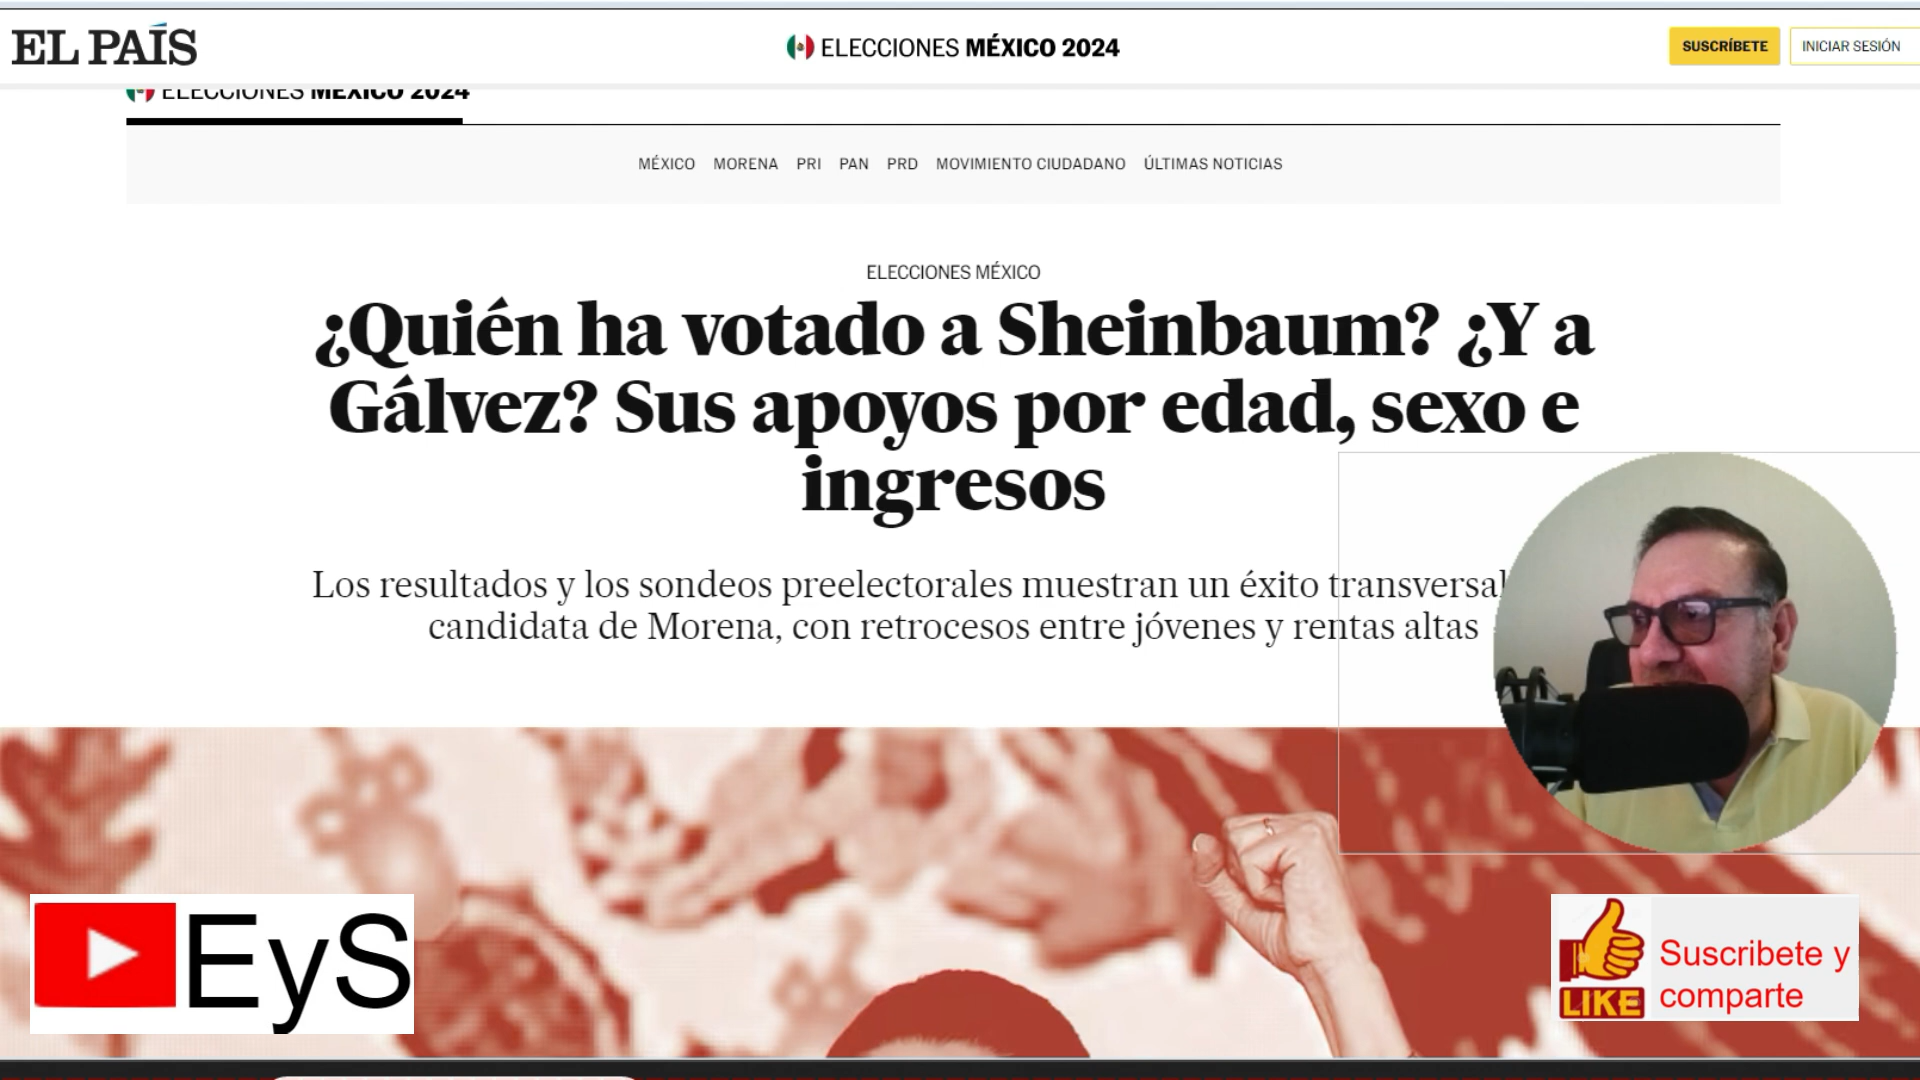 EL PAÍS
ELECCIONES MÉXICO 2024
SUSCRÍBETE
INICIAR SESIÓN
ELECCIONES MÉXICO 2024
MÉXICO MORENA PRI PAN PRD MOVIMIENTO CIUDADANO ÚLTIMAS NOTICIAS
ELECCIONES MÉXICO
¿Quién ha votado a Sheinbaum? ¿Y a
Gálvez? Sus apoyos por edad, sexo e
ingresos
Los resultados y los sondeos preelectorales muestran un éxito transversal
candidata de Morena, con retrocesos entre jóvenes y rentas altas
EyS
LIKE
Suscribete y
comparte